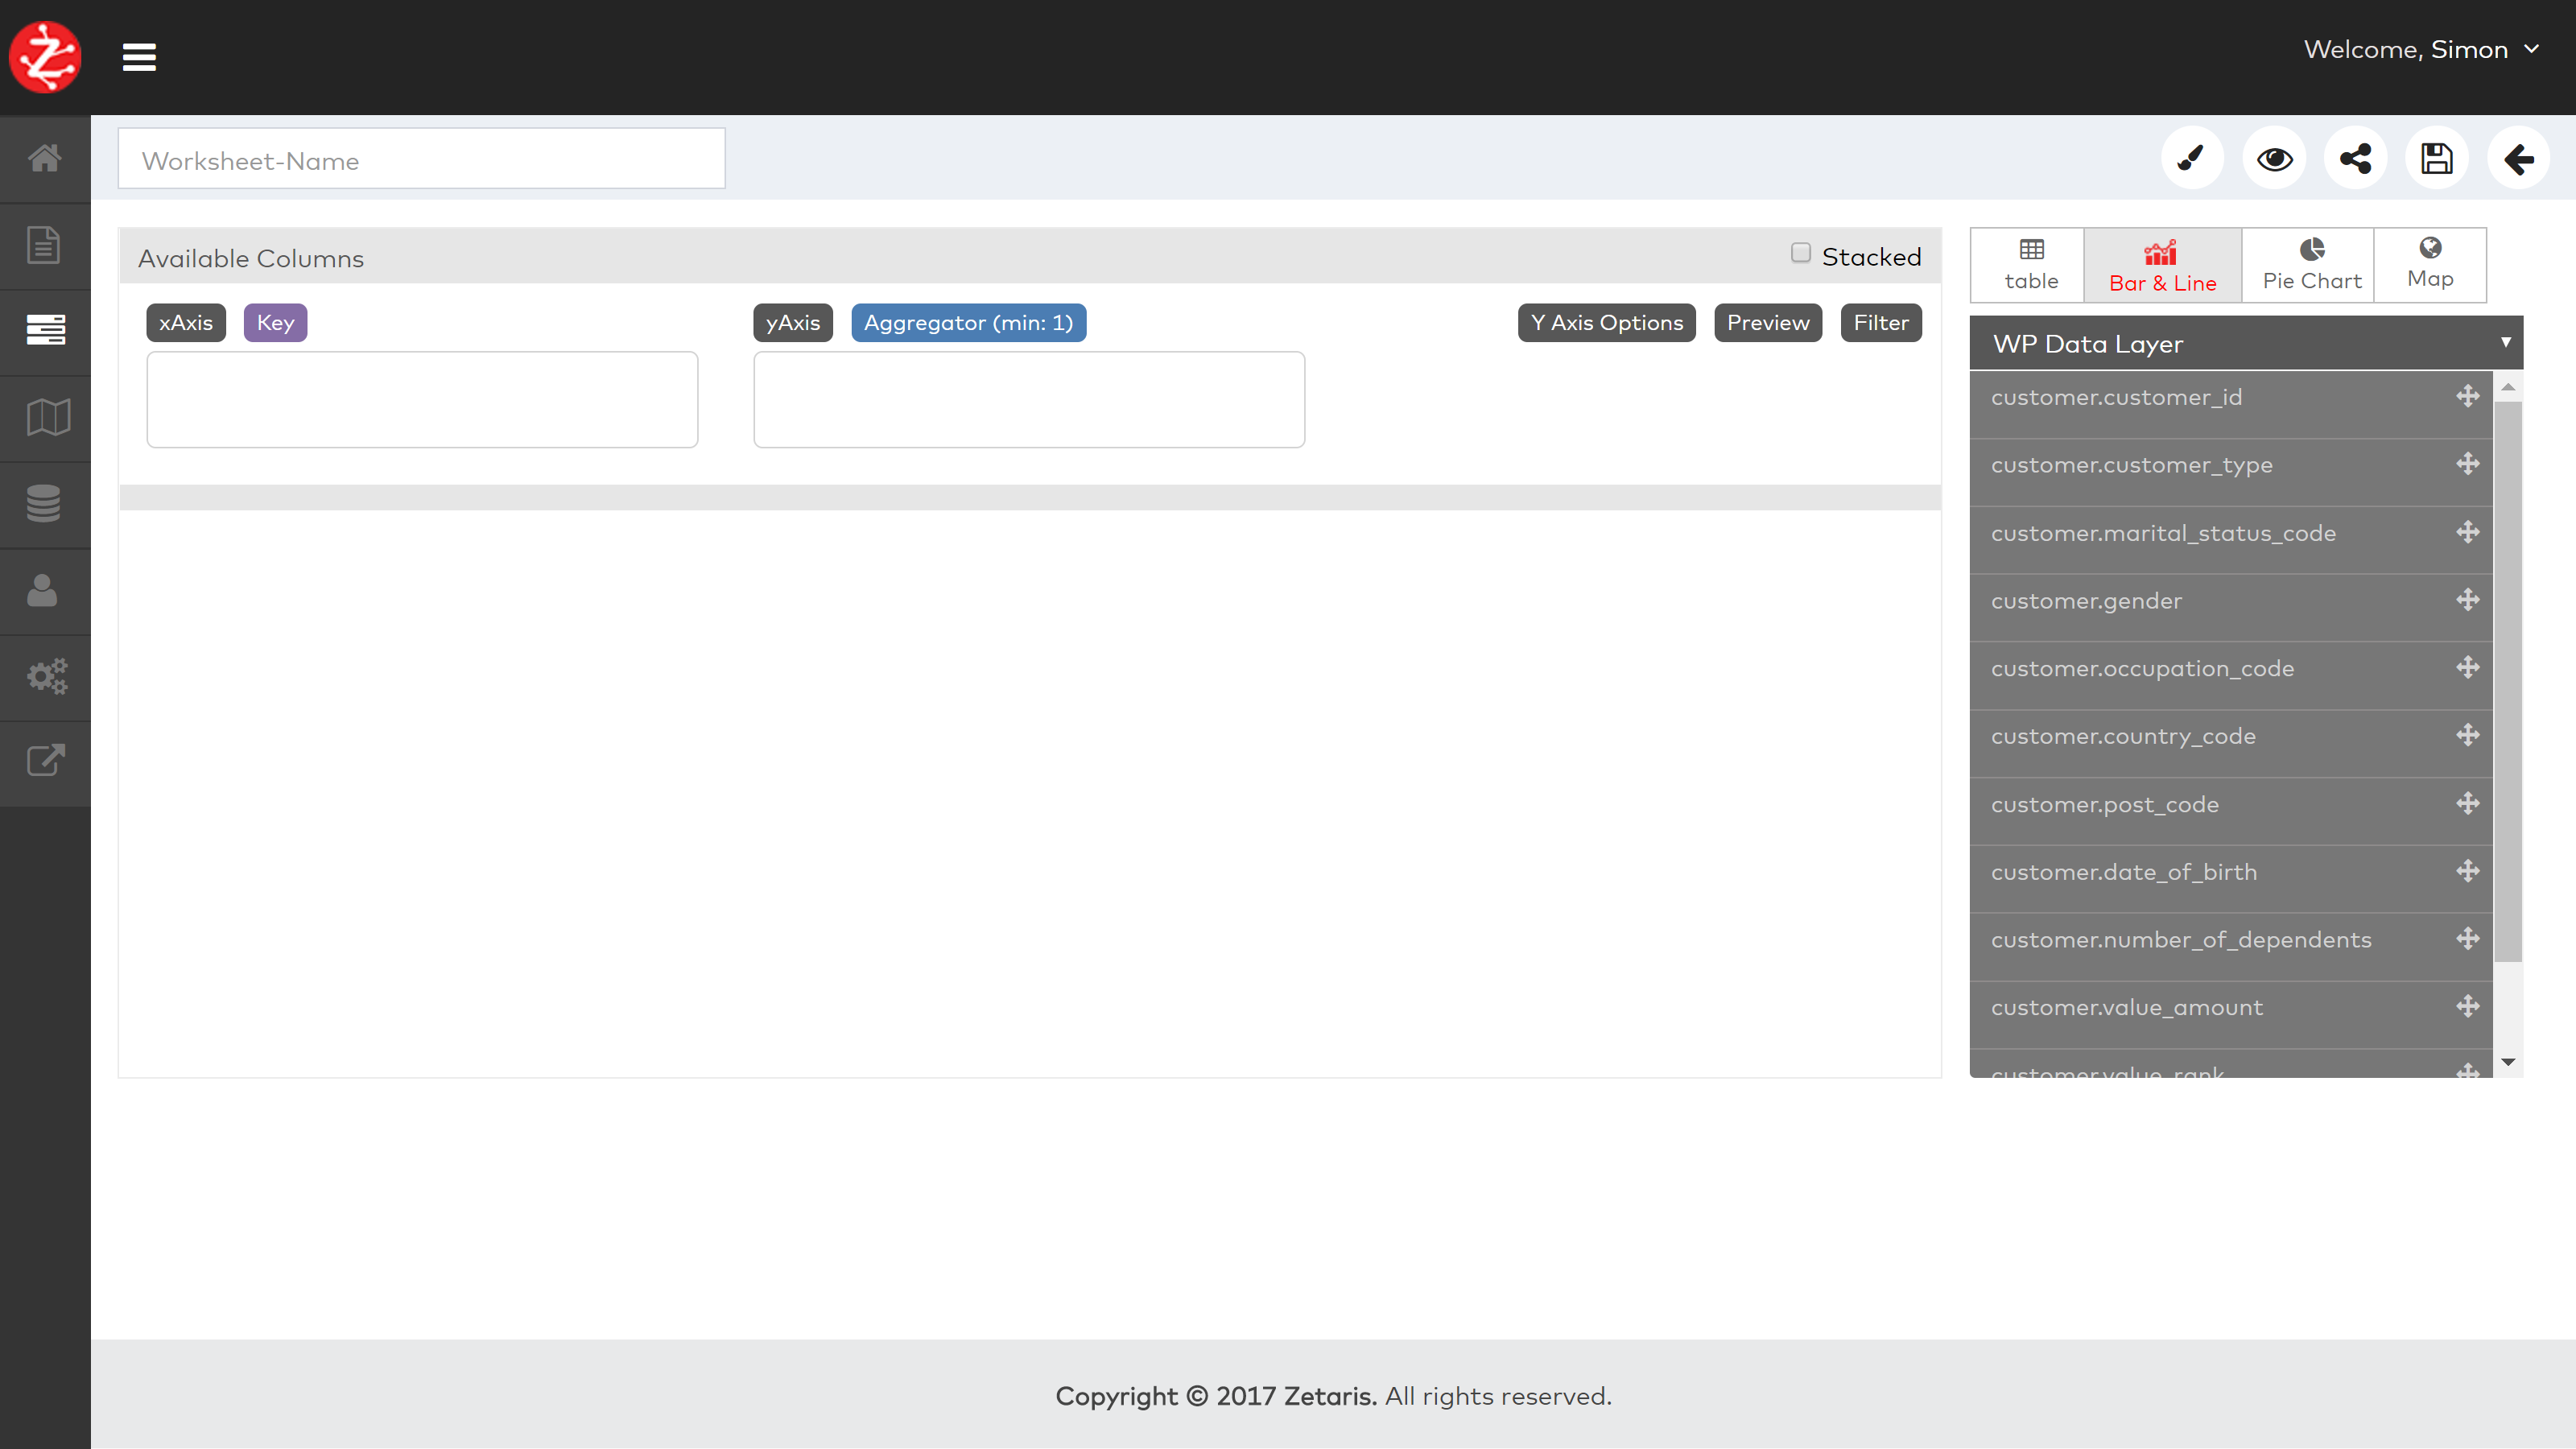 Welcome, Simon
Worksheet-Name
Available Columns
Stacked
xAxis Key
yAxis Aggregator (min: 1)
Y Axis Options Preview Filter
table Bar & Line Pie Chart Map
WP Data Layer
customer.customer_id
customer.customer_type
customer.marital_status_code
customer.gender
customer.occupation_code
customer.country_code
customer.post_code
customer.date_of_birth
customer.number_of_dependents
customer.value_amount
customer.value_rank
Copyright © 2017 Zetaris. All rights reserved.